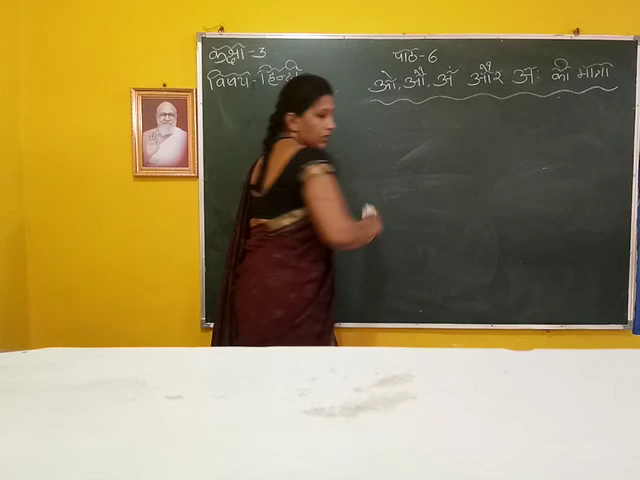 कक्षा-3
पाठ-6
विषय-हिन्दी
ओ, औ, अं और अः की मात्रा